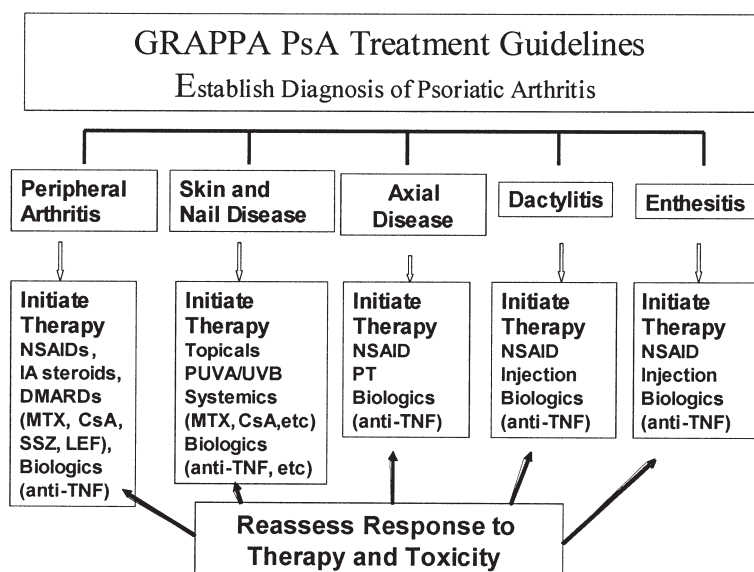 GRAPPA PsA Treatment Guidelines
Establish Diagnosis of Psoriatic Arthritis
Peripheral
Arthritis
Skin and
Nail Disease
Axial
Disease
Dactylitis
Enthesitis
Initiate
Therapy
NSAIDs,
IA steroids,
DMARDs
(MTX, CsA,
SSZ, LEF),
Biologics
(anti-TNF)
Initiate
Therapy
Topicals
PUVA/UVB
Systemics
(MTX, CsA,etc)
Biologics
(anti-TNF, etc)
Initiate
Therapy
NSAID
PT
Biologics
(anti-TNF)
Initiate
Therapy
NSAID
Injection
Biologics
(anti-TNF)
Initiate
Therapy
NSAID
Injection
Biologics
(anti-TNF)
Reassess Response to
Therapy and Toxicity